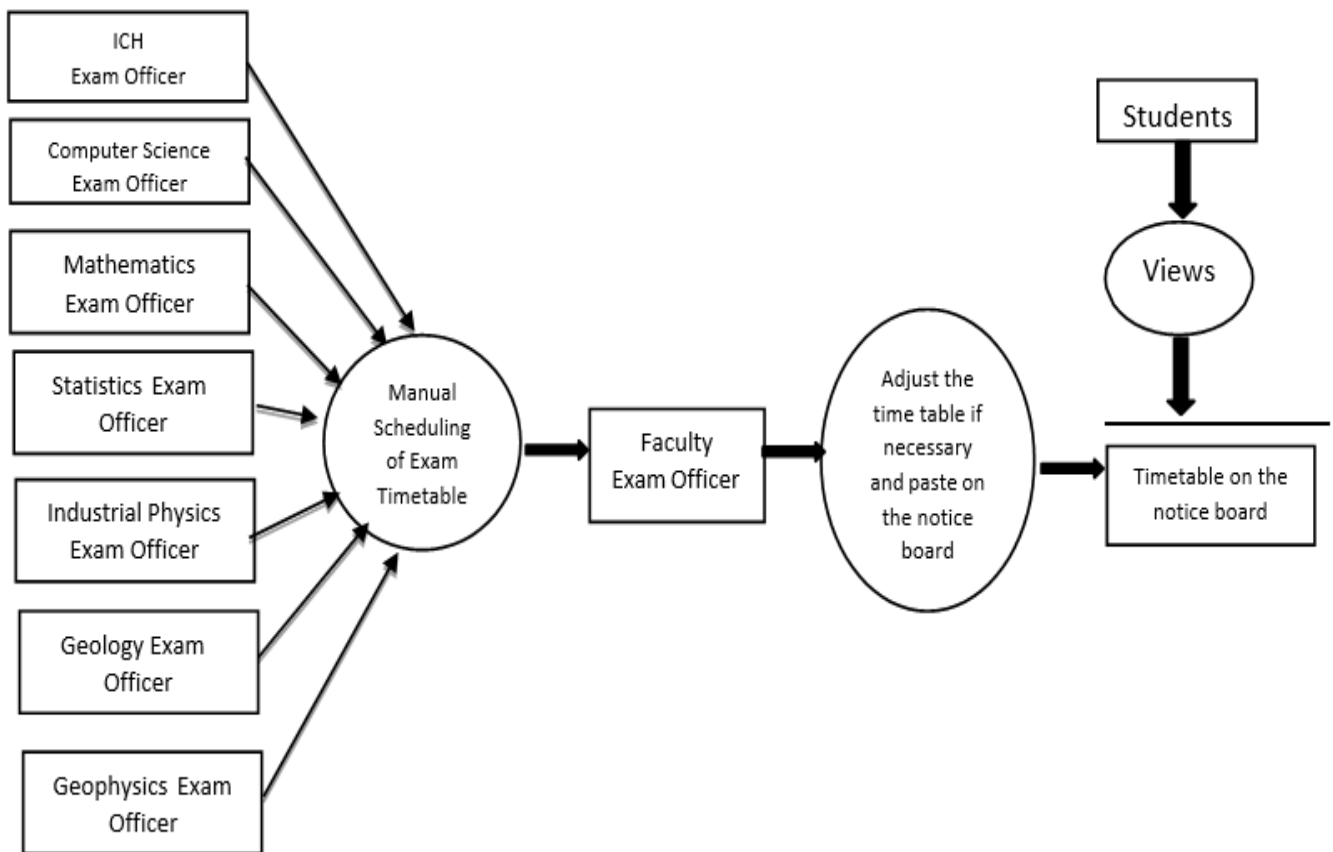 ICH
Exam Officer
Computer Science
Exam Officer
Mathematics
Exam Officer
Statistics Exam
Officer
Industrial Physics
Exam Officer
Geology Exam
Officer
Geophysics Exam
Officer
Manual
Scheduling
of Exam
Timetable
Faculty
Exam Officer
Adjust the
time table if
necessary
and paste on
the notice
board
Students
Views
Timetable on the
notice board